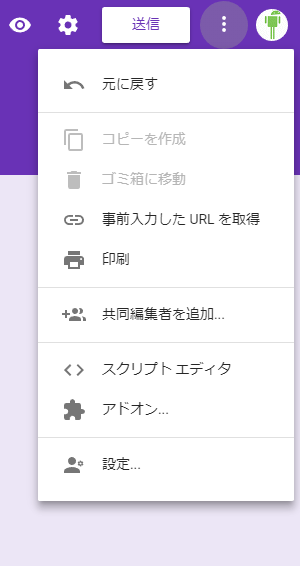 送信
元に戻す
コピーを作成
ゴミ箱に移動
事前入力した URL を取得
印刷
共同編集者を追加...
スクリプト エディタ
アドオン...
設定...